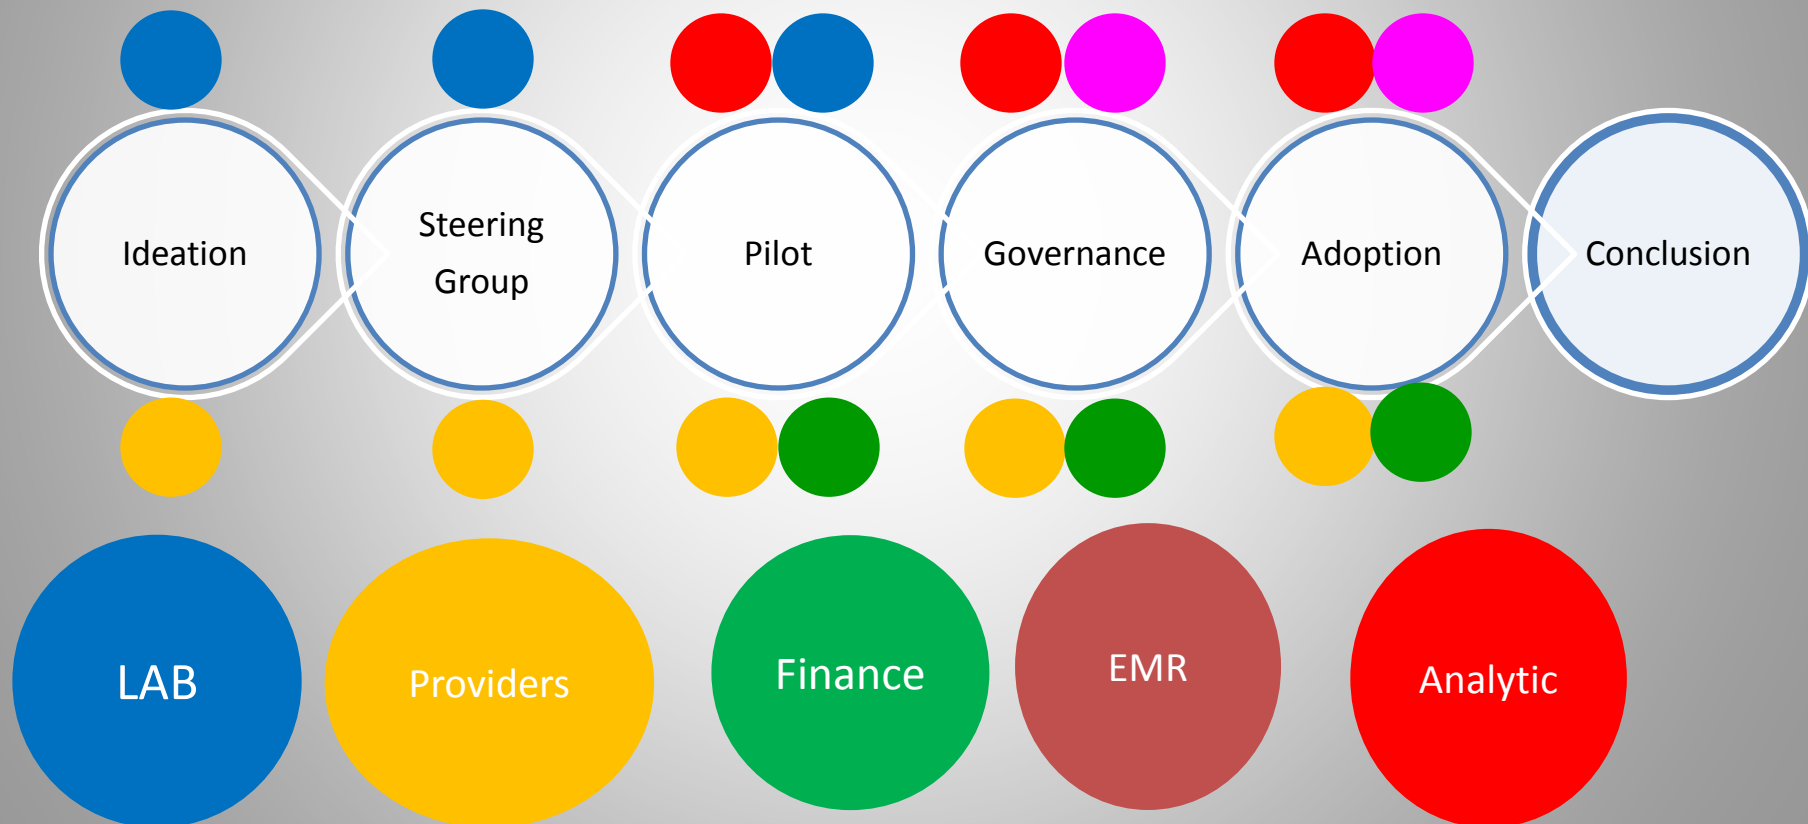 Ideation
Steering
Group
Pilot
Governance
Adoption
Conclusion
LAB
Providers
Finance
EMR
Analytic